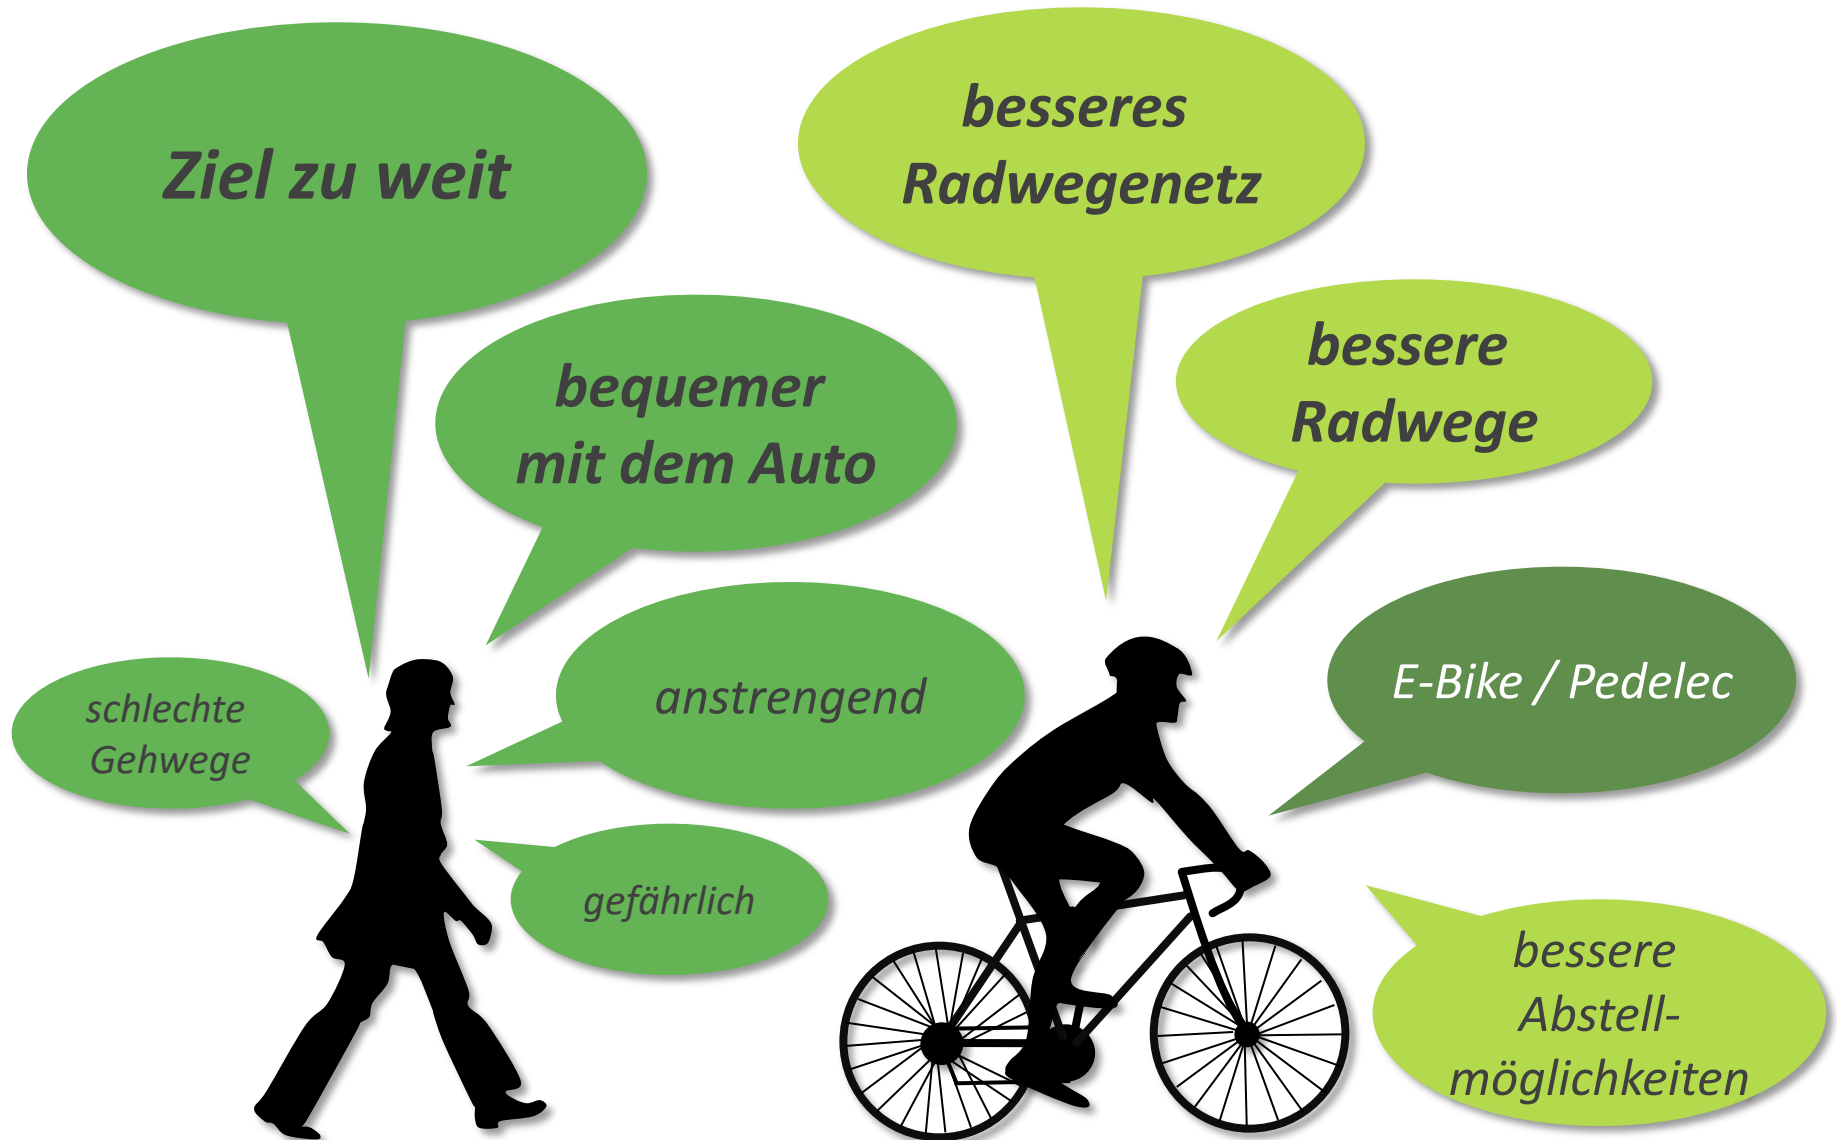 Ziel zu weit
bequemer
mit dem Auto
schlechte
Gehwege
anstrengend
gefährlich
besseres
Radwegenetz
bessere
Radwege
E-Bike / Pedelec
bessere
Abstell-
möglichkeiten